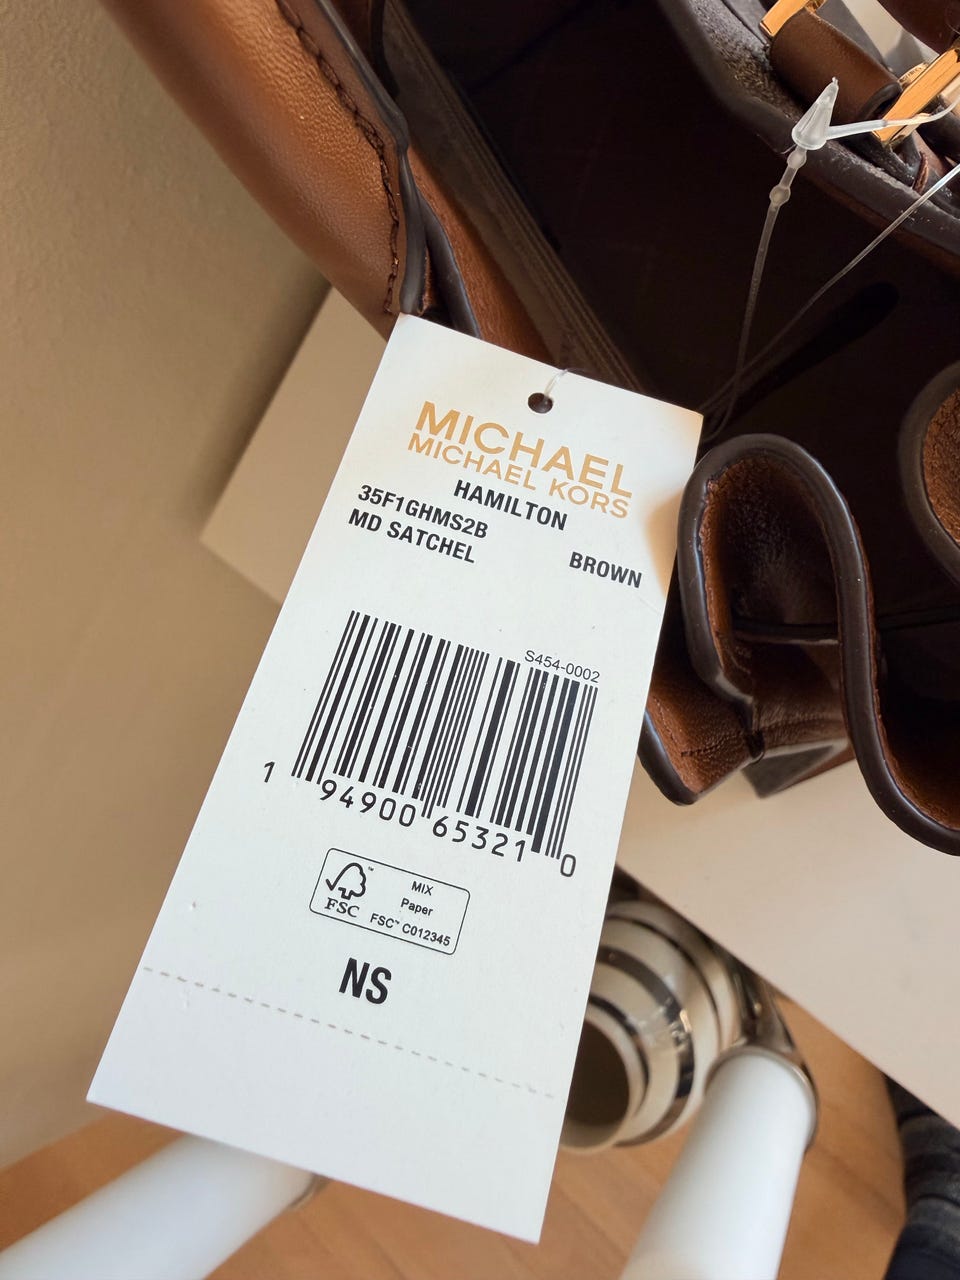 MICHAEL
MICHAEL KORS
HAMILTON
35F1GHMS2B
MD SATCHEL
BROWN
S454-0002
1 94900 65321 0
FSC™
MIX
Paper
FSC™ C012345
NS